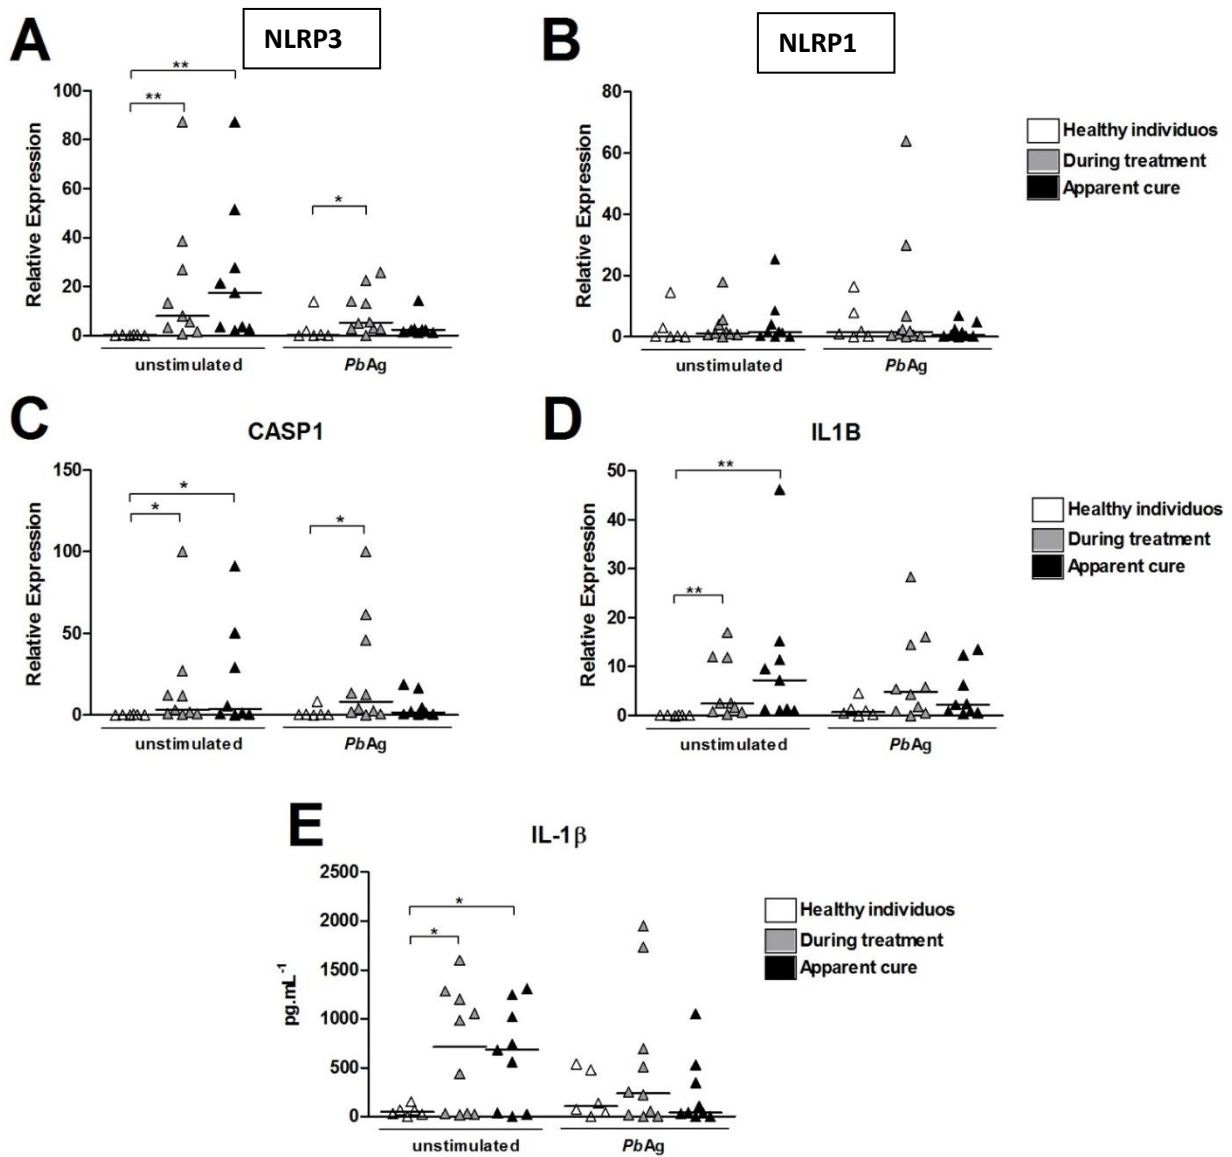 A
NLRP3
**
**
*
100
80
60
40
20
0
Relative Expression
unstimulated
PbAg
B
NLRP1
80
60
40
20
0
Relative Expression
unstimulated
PbAg
Healthy individuos
During treatment
Apparent cure
C
CASP1
*
*
*
150
100
50
0
Relative Expression
unstimulated
PbAg
D
IL1B
**
**
50
40
30
20
10
0
Relative Expression
unstimulated
PbAg
Healthy individuos
During treatment
Apparent cure
E
IL-1β
*
*
2500
2000
1500
1000
500
0
pg.mL⁻¹
unstimulated
PbAg
Healthy individuos
During treatment
Apparent cure